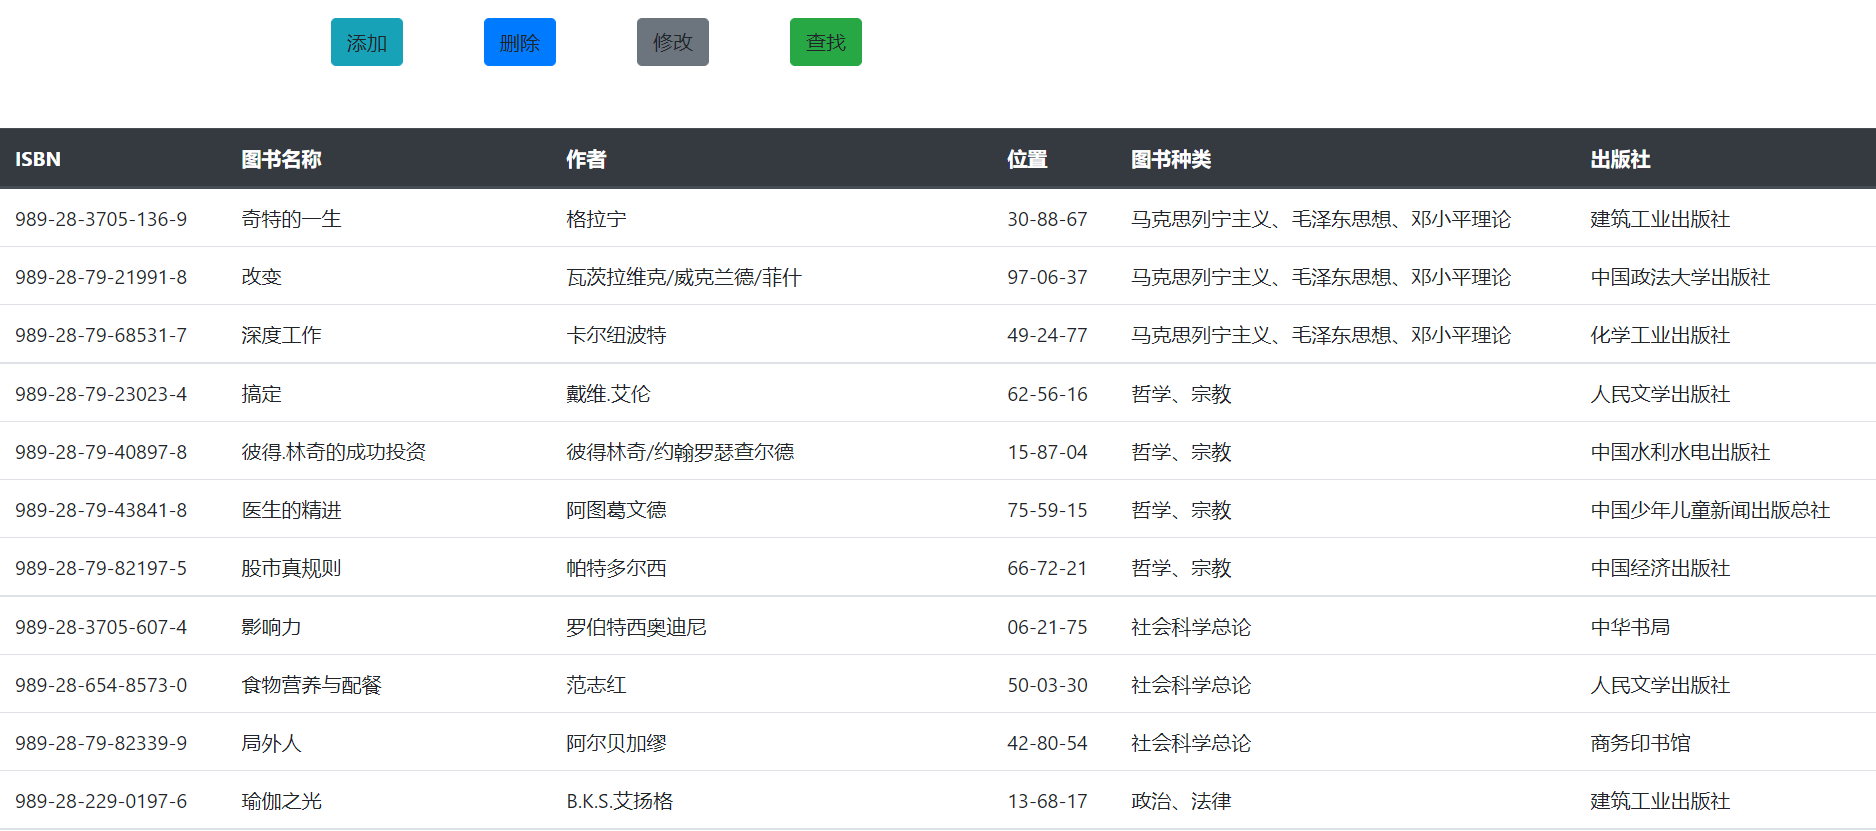 添加 删除 修改 查找
ISBN 图书名称 作者 位置 图书种类 出版社
989-28-3705-136-9 奇特的一生 格拉宁 30-88-67 马克思列宁主义、毛泽东思想、邓小平理论 建筑工业出版社
989-28-79-21991-8 改变 瓦茨拉维克/威克兰德/菲什 97-06-37 马克思列宁主义、毛泽东思想、邓小平理论 中国政法大学出版社
989-28-79-68531-7 深度工作 卡尔纽波特 49-24-77 马克思列宁主义、毛泽东思想、邓小平理论 化学工业出版社
989-28-79-23023-4 搞定 戴维.艾伦 62-56-16 哲学、宗教 人民文学出版社
989-28-79-40897-8 彼得.林奇的成功投资 彼得林奇/约翰罗瑟查尔德 15-87-04 哲学、宗教 中国水利水电出版社
989-28-79-43841-8 医生的精进 阿图葛文德 75-59-15 哲学、宗教 中国少年儿童新闻出版总社
989-28-79-82197-5 股市真规则 帕特多尔西 66-72-21 哲学、宗教 中国经济出版社
989-28-3705-607-4 影响力 罗伯特西奥迪尼 06-21-75 社会科学总论 中华书局
989-28-654-8573-0 食物营养与配餐 范志红 50-03-30 社会科学总论 人民文学出版社
989-28-79-82339-9 局外人 阿尔贝加缪 42-80-54 社会科学总论 商务印书馆
989-28-229-0197-6 瑜伽之光 B.K.S.艾扬格 13-68-17 政治、法律 建筑工业出版社